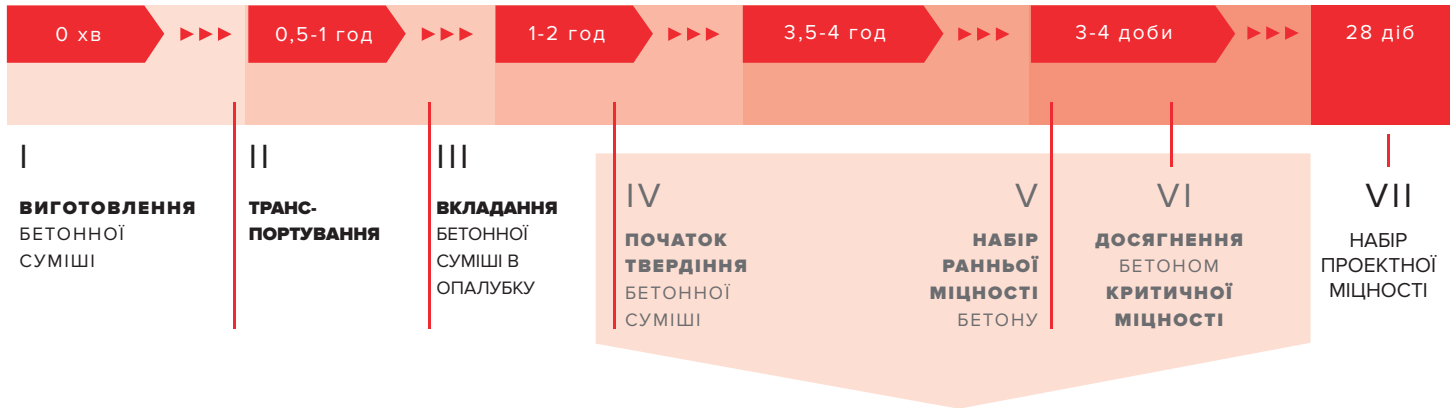 0 хв
0,5-1 год
1-2 год
3,5-4 год
3-4 доби
28 діб
I
ВИГОТОВЛЕННЯ
БЕТОННОЇ
СУМІШІ
II
ТРАНС-
ПОРТУВАННЯ
III
ВКЛАДАННЯ
БЕТОННОЇ
СУМІШІ В
ОПАЛУБКУ
IV
ПОЧАТОК
ТВЕРДІННЯ
БЕТОННОЇ
СУМІШІ
V
НАБІР
РАННЬОЇ
МІЦНОСТІ
БЕТОНУ
VI
ДОСЯГНЕННЯ
БЕТОНОМ
КРИТИЧНОЇ
МІЦНОСТІ
VII
НАБІР
ПРОЕКТНОЇ
МІЦНОСТІ